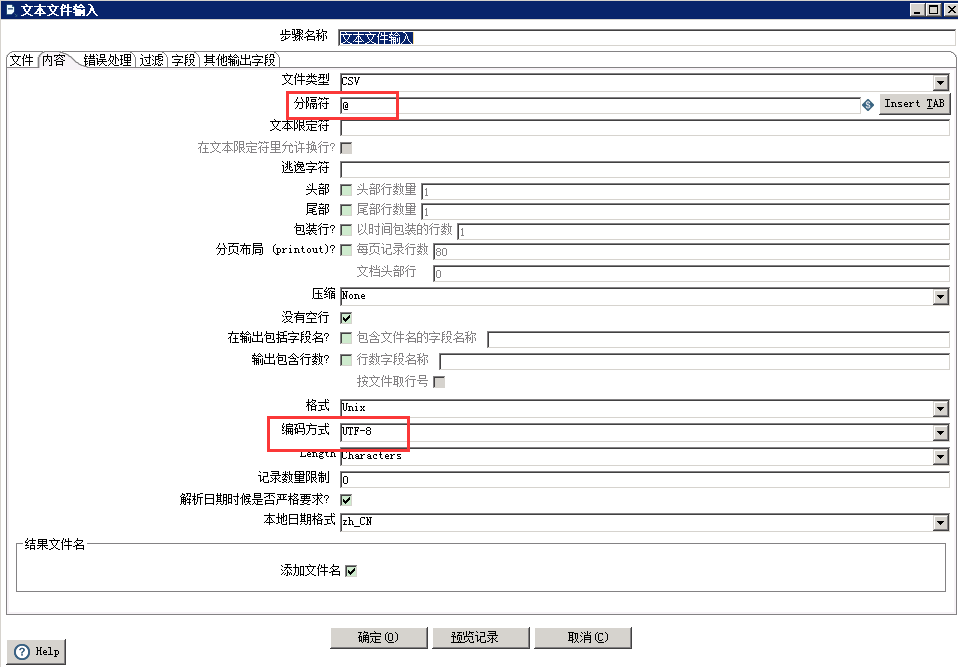 文本文件输入
步骤名称 文本文件输入
文件 内容 错误处理 过滤 字段 其他输出字段
文件类型 CSV
分隔符 @ Insert TAB
文本限定符
在文本限定符里允许换行?
逃逸字符
头部 头部行数量 1
尾部 尾部行数量 1
包装行? 以时间包装的行数 1
分页布局 (printout)? 每页记录行数 80
文档头部行 0
压缩 None
没有空行
在输出包括字段名? 包含文件名的字段名称
输出包含行数? 行数字段名称
按文件取行号
格式 Unix
编码方式 UTF-8
Length Characters
记录数量限制 0
解析日期时候是否严格要求?
本地日期格式 zh_CN
结果文件名
添加文件名
确定(O) 预览记录 取消(C)
Help